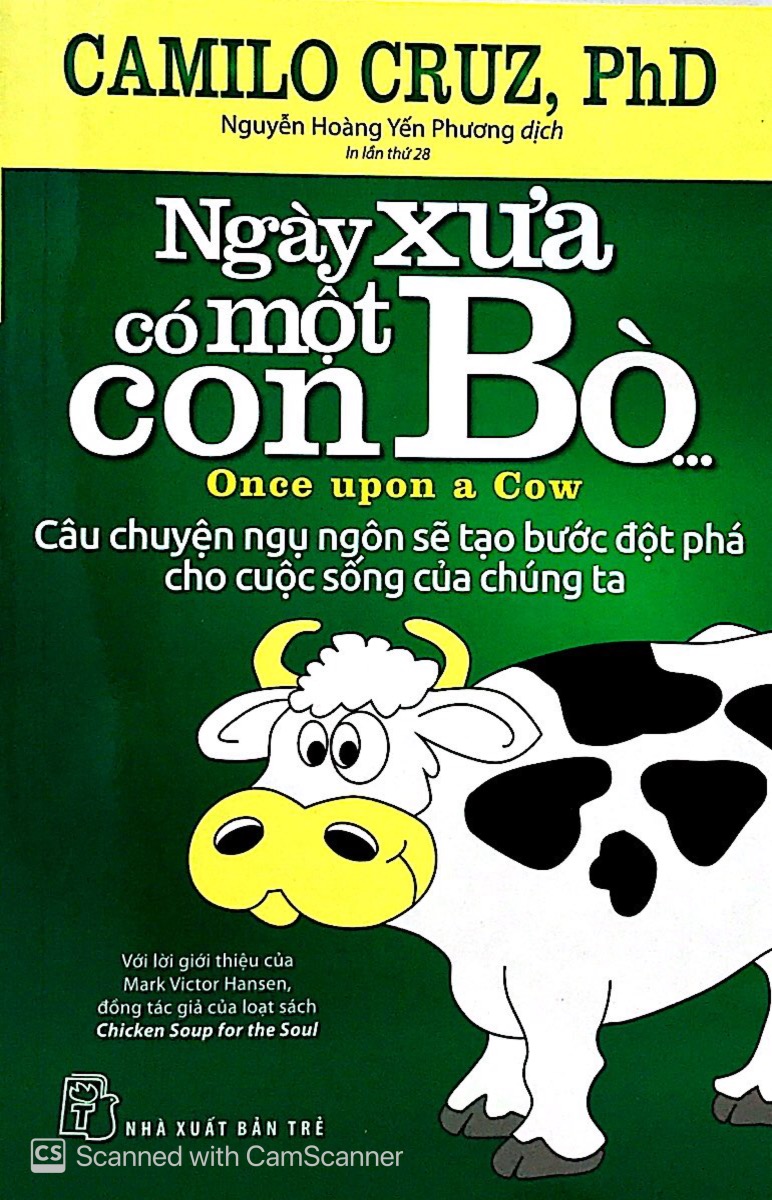 CAMILO CRUZ, PhD
Nguyễn Hoàng Yến Phương dịch
In lần thứ 28
Ngày xưa
có một
con Bò...
Once upon a Cow
Câu chuyện ngụ ngôn sẽ tạo bước đột phá
cho cuộc sống của chúng ta
Với lời giới thiệu của
Mark Victor Hansen,
đồng tác giả của loạt sách
Chicken Soup for the Soul
T
NHÀ XUẤT BẢN TRẺ
CS Scanned with CamScanner